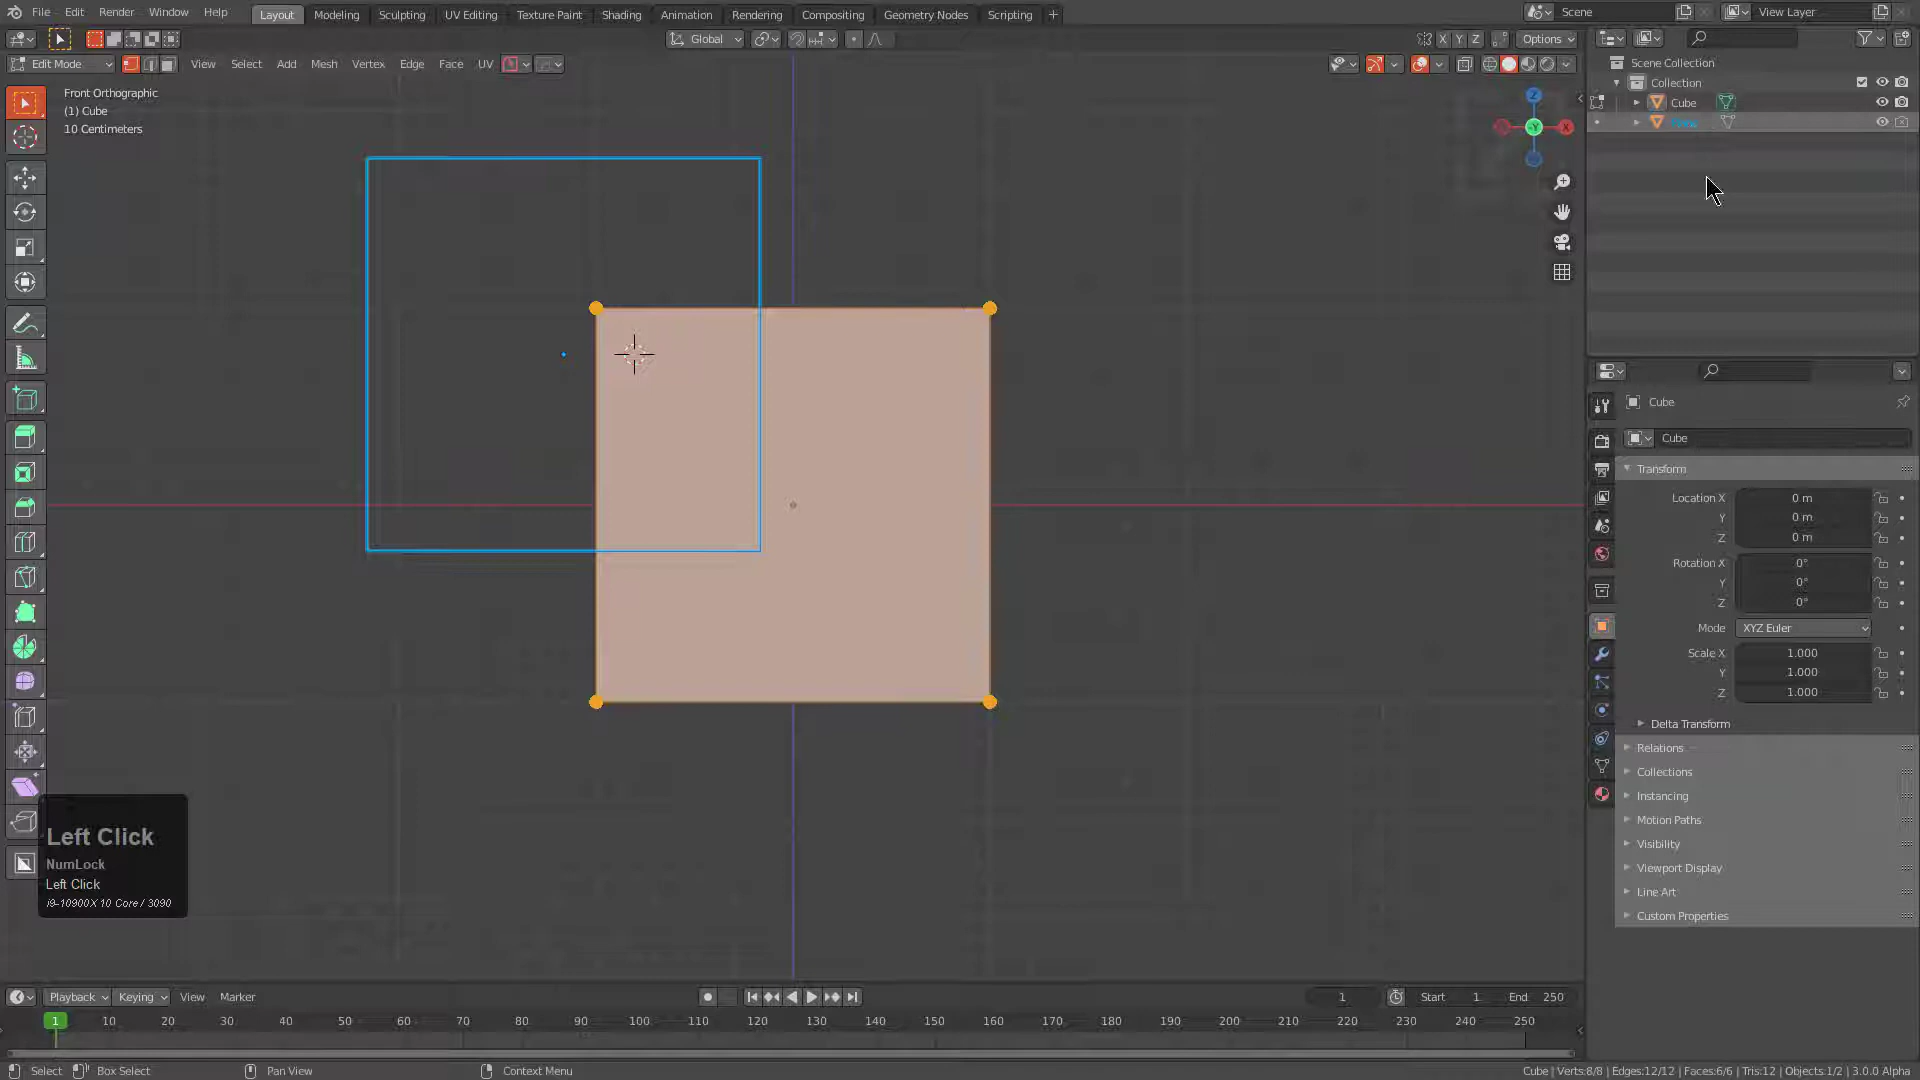 File Edit Render Window Help Layout Modeling Sculpting UV Editing Texture Paint Shading Animation Rendering Compositing Geometry Nodes Scripting + Scene View Layer
Global X Y Z Options
Edit Mode View Select Add Mesh Vertex Edge Face UV
Front Orthographic
(1) Cube
10 Centimeters
Z
-Y
X
Scene Collection
Collection
Cube
Cube
Cube
Transform
Location X 0 m
Y 0 m
Z 0 m
Rotation X 0°
Y 0°
Z 0°
Mode XYZ Euler
Scale X 1.000
Y 1.000
Z 1.000
Delta Transform
Relations
Collections
Instancing
Motion Paths
Visibility
Viewport Display
Line Art
Custom Properties
Left Click
NumLock
Left Click
i9-10900X 10 Core / 3090
Playback Keying View Marker 1 Start 1 End 250
1 10 20 30 40 50 60 70 80 90 100 110 120 130 140 150 160 170 180 190 200 210 220 230 240 250
Select Box Select Pan View Context Menu Cube | Verts:8/8 | Edges:12/12 | Faces:6/6 | Tris:12 | Objects:1/2 | 3.0.0 Alpha